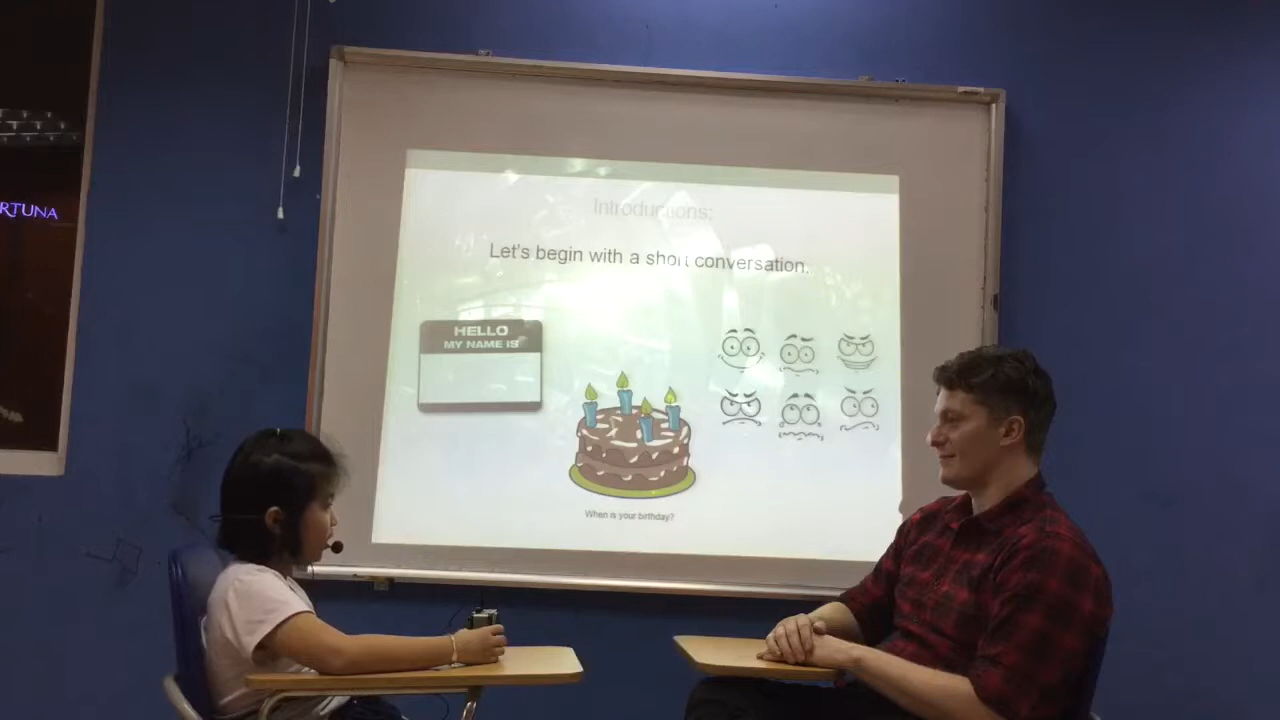 RTUNA
Introductions:
Let's begin with a short conversation.
HELLO
MY NAME IS
When is your birthday?